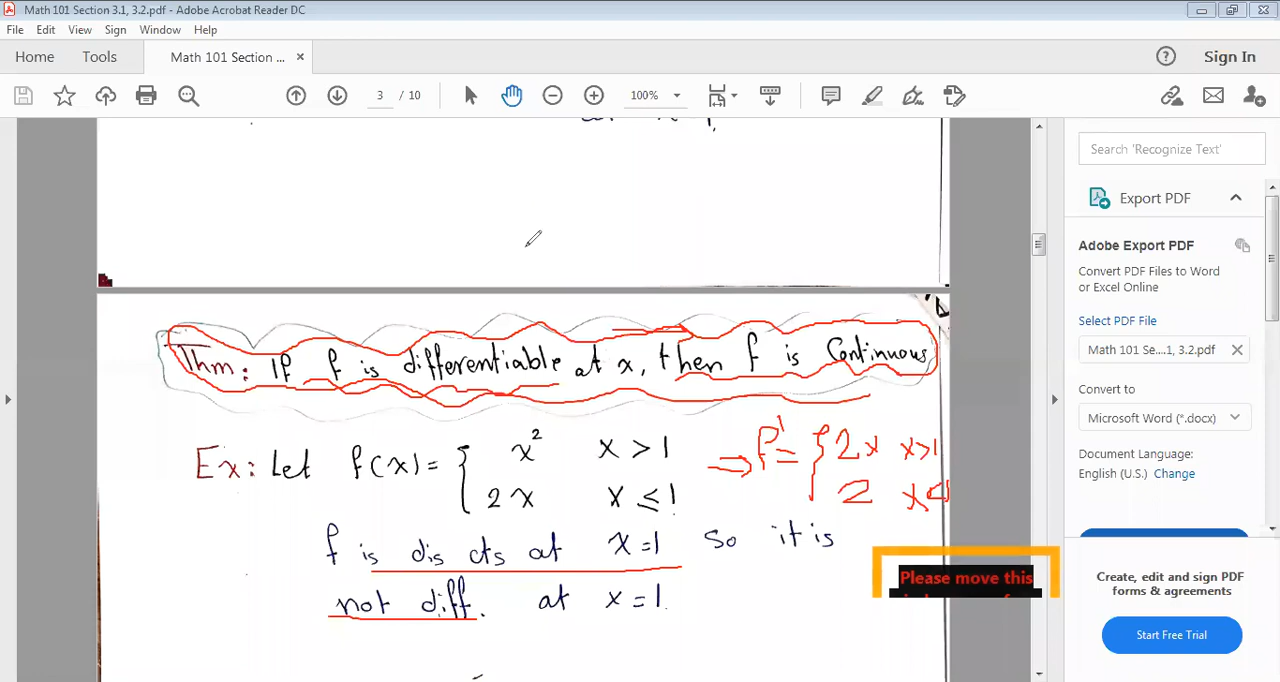 Math 101 Section 3.1, 3.2.pdf - Adobe Acrobat Reader DC
File Edit View Sign Window Help
Home Tools Math 101 Section ... × Sign In
3 / 10 100%
Thm: If f is differentiable at x, then f is Continuous
Ex: Let f(x) = { x² x > 1
2x x ≤ 1
⇒ f' = { 2x x>1
2 x<
f is dis cts at x=1 so it is
not diff. at x=1.
Please move this
Search 'Recognize Text'
Export PDF
Adobe Export PDF
Convert PDF Files to Word
or Excel Online
Select PDF File
Math 101 Se....1, 3.2.pdf ×
Convert to
Microsoft Word (*.docx)
Document Language:
English (U.S.) Change
Create, edit and sign PDF
forms & agreements
Start Free Trial